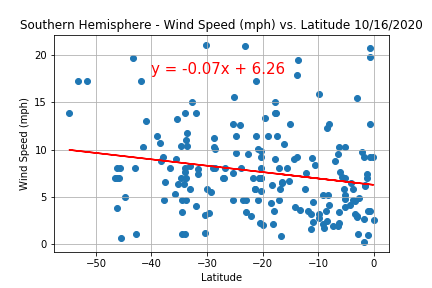 Southern Hemisphere - Wind Speed (mph) vs. Latitude 10/16/2020
y = -0.07x + 6.26
Wind Speed (mph)
20
15
10
5
0
−50 −40 −30 −20 −10 0
Latitude